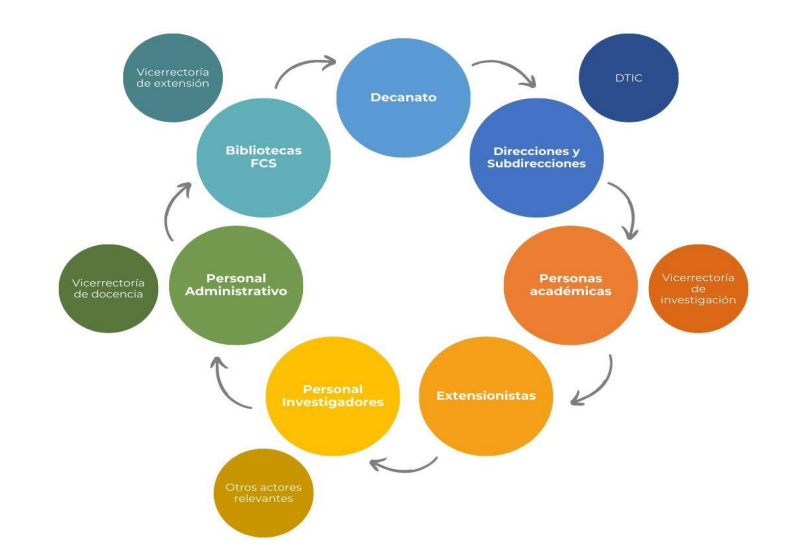 Decanato
DTIC
Direcciones y
Subdirecciones
Personas
académicas
Vicerrectoría
de
investigación
Extensionistas
Personal
Investigadores
Otros actores
relevantes
Personal
Administrativo
Vicerrectoría
de docencia
Bibliotecas
FCS
Vicerrectoría
de extensión